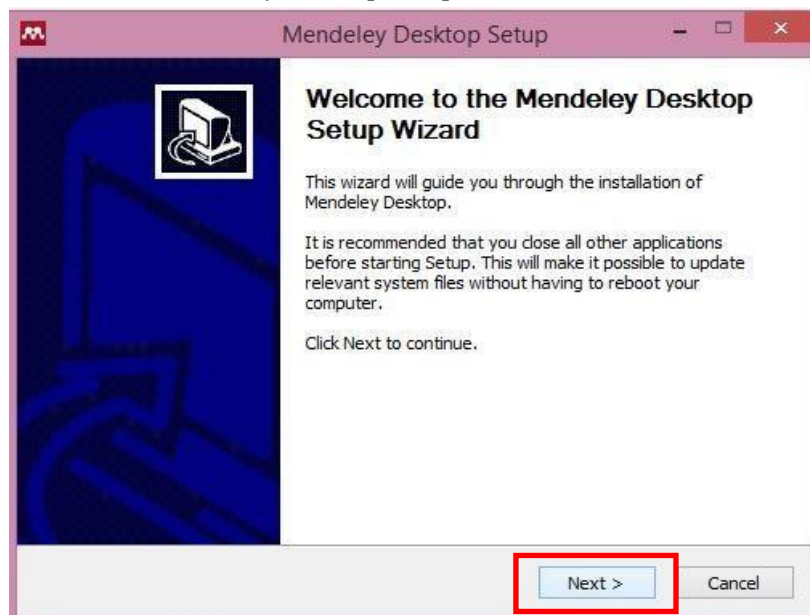 Mendeley Desktop Setup
Welcome to the Mendeley Desktop
Setup Wizard
This wizard will guide you through the installation of
Mendeley Desktop.
It is recommended that you close all other applications
before starting Setup. This will make it possible to update
relevant system files without having to reboot your
computer.
Click Next to continue.
Next >
Cancel